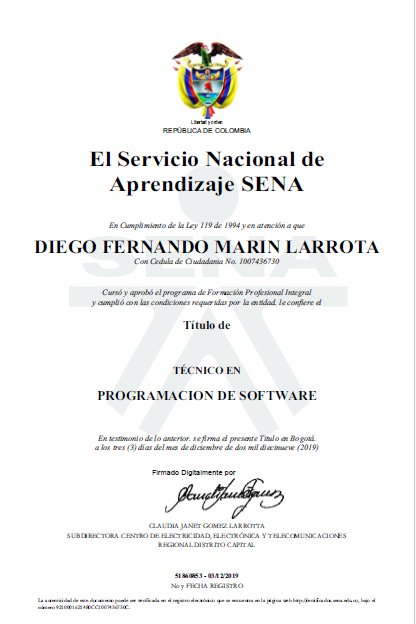 Libertad y orden
REPÚBLICA DE COLOMBIA
El Servicio Nacional de
Aprendizaje SENA
En Cumplimiento de la Ley 119 de 1994 y en atención a que
DIEGO FERNANDO MARIN LARROTA
Con Cedula de Ciudadania No. 1007436730
Cursó y aprobó el programa de Formación Profesional Integral
y cumplió con las condiciones requeridas por la entidad. le confiere el
SENA
Título de
TÉCNICO EN
PROGRAMACION DE SOFTWARE
En testimonio de lo anterior. se firma el presente Título en Bogotá.
a los tres (3) días del mes de diciembre de dos mil diecinueve (2019)
Firmado Digitalmente por
CLAUDIA JANET GOMEZ LARROTTA
SUBDIRECTORA CENTRO DE ELECTRICIDAD, ELECTRÓNICA Y TELECOMUNICACIONES
REGIONAL DISTRITO CAPITAL
51860853 - 03/12/2019
No y FECHA REGISTRO
La autenticidad de este documento puede ser verificada en el registro electrónico que se encuentra en la página web http://certificados.sena.edu.co, bajo el
número 9210001621480CC1007436730C.